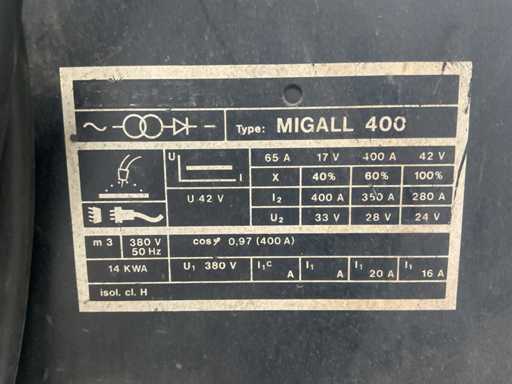 Type: MIGALL 400
U
I
65 A 17 V 400 A 42 V
X 40% 60% 100%
U 42 V
I2 400 A 350 A 280 A
U2 33 V 28 V 24 V
m 3 380 V 50 Hz cosφ 0,97 (400 A)
14 KWA U1 380 V I1C A I1 A I1 20 A I1 16 A
isol. cl. H